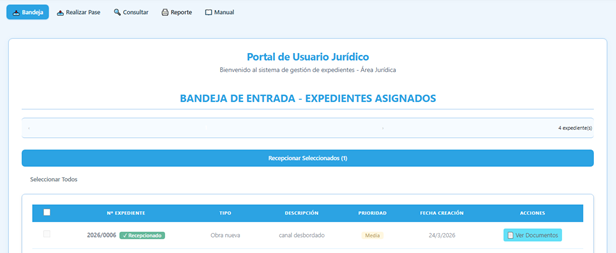 Bandeja Realizar Pase Consultar Reporte Manual
Portal de Usuario Jurídico
Bienvenido al sistema de gestión de expedientes - Área Jurídica
BANDEJA DE ENTRADA - EXPEDIENTES ASIGNADOS
4 expediente(s)
Recepcionar Seleccionados (1)
Seleccionar Todos
Nº EXPEDIENTE TIPO DESCRIPCIÓN PRIORIDAD FECHA CREACIÓN ACCIONES
2026/0006 ✓ Recepcionado Obra nueva canal desbordado Media 24/3/2026 Ver Documentos